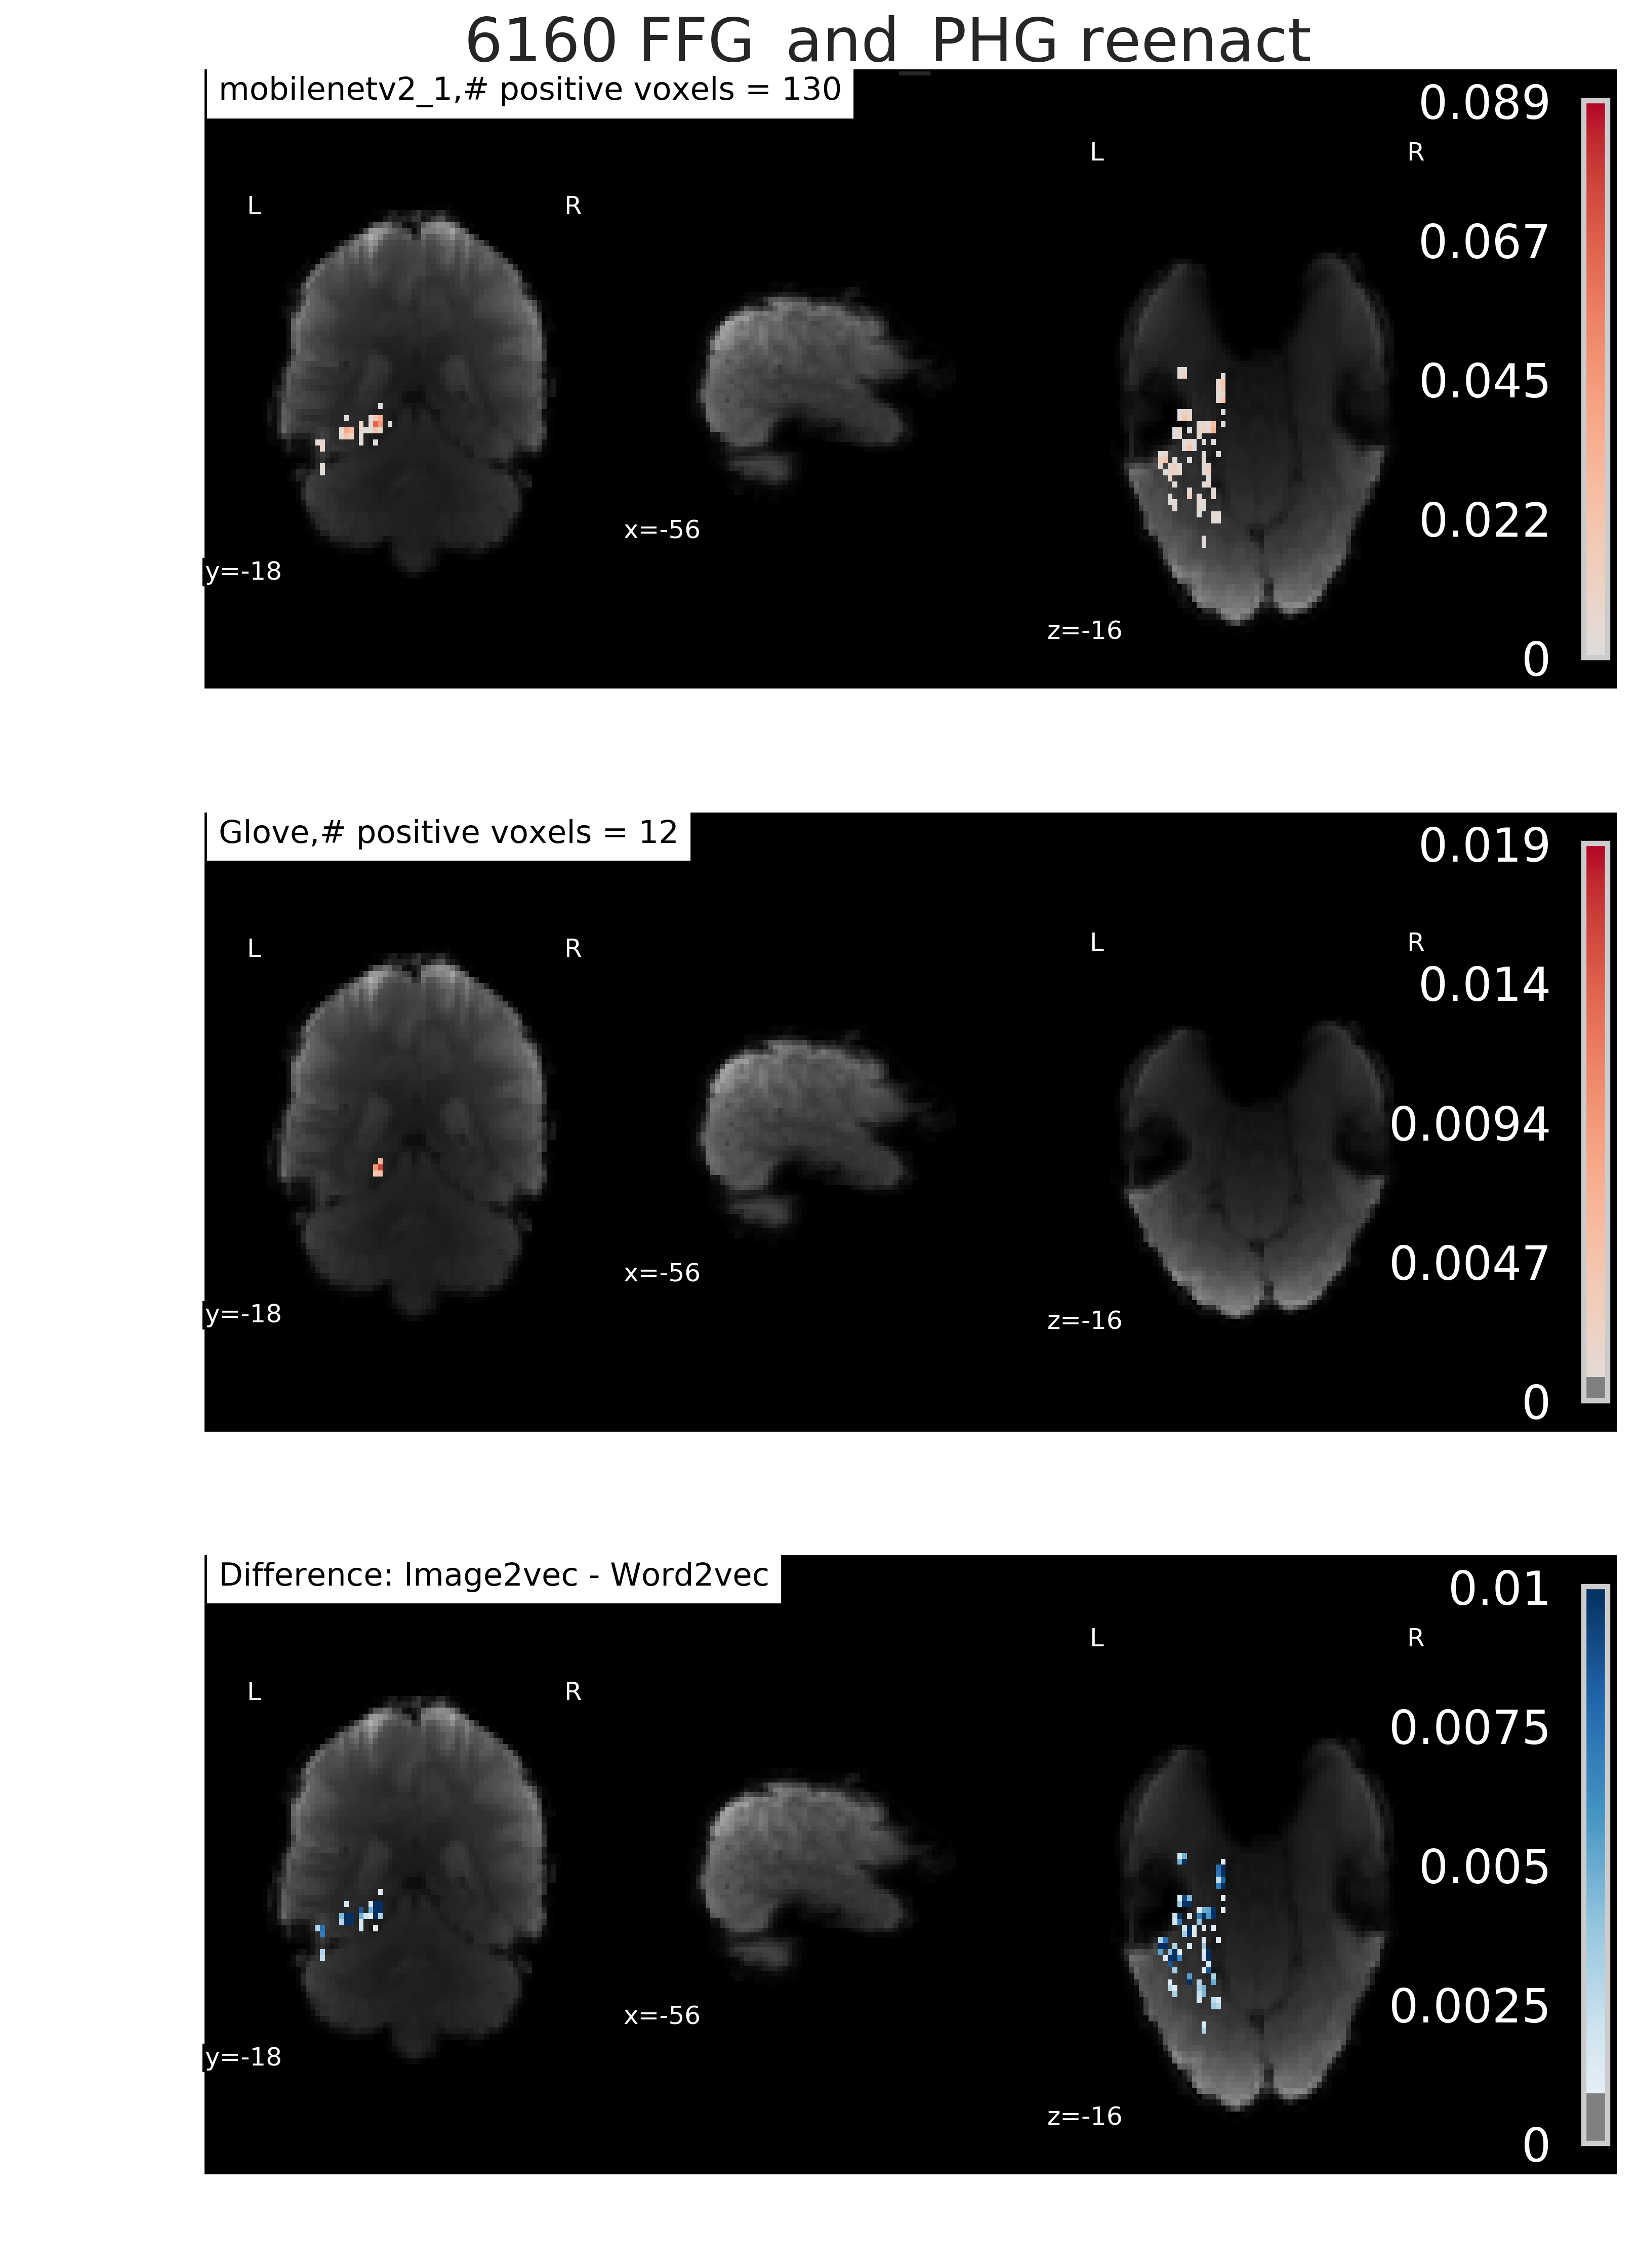 6160 FFG and_PHG reenact
mobilenetv2_1,# positive voxels = 130
0.089
L R
L R
0.067
0.045
0.022
x=-56
y=-18
z=-16
0
Glove,# positive voxels = 12
0.019
L R
L R
0.014
0.0094
0.0047
x=-56
y=-18
z=-16
0
Difference: Image2vec - Word2vec
0.01
L R
L R
0.0075
0.005
0.0025
x=-56
y=-18
z=-16
0